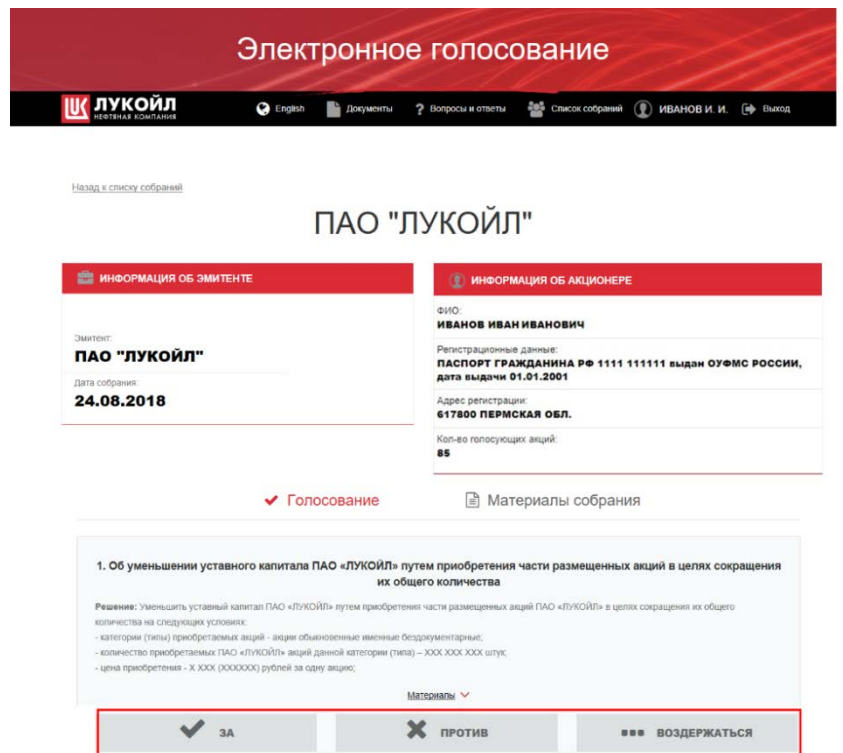 Электронное голосование
ЛУКОЙЛ
НЕФТЯНАЯ КОМПАНИЯ
English Документы Вопросы и ответы Список собраний ИВАНОВ И. И. Выход
Назад к списку собраний
ПАО "ЛУКОЙЛ"
ИНФОРМАЦИЯ ОБ ЭМИТЕНТЕ
Эмитент:
ПАО "ЛУКОЙЛ"
Дата собрания:
24.08.2018
ИНФОРМАЦИЯ ОБ АКЦИОНЕРЕ
ФИО:
ИВАНОВ ИВАН ИВАНОВИЧ
Регистрационные данные:
ПАСПОРТ ГРАЖДАНИНА РФ 1111 111111 выдан ОУФМС РОССИИ,
дата выдачи 01.01.2001
Адрес регистрации:
617800 ПЕРМСКАЯ ОБЛ.
Кол-во голосующих акций:
85
Голосование Материалы собрания
1. Об уменьшении уставного капитала ПАО «ЛУКОЙЛ» путем приобретения части размещенных акций в целях сокращения
их общего количества
Решение: Уменьшить уставный капитал ПАО «ЛУКОЙЛ» путем приобретения части размещенных акций ПАО «ЛУКОЙЛ» в целях сокращения их общего
количества на следующих условиях:
- категории (типы) приобретаемых акций - акции обыкновенные именные бездокументарные;
- количество приобретаемых ПАО «ЛУКОЙЛ» акций данной категории (типа) – XXX XXX XXX штук;
- цена приобретения - X XXX (XXXXXX) рублей за одну акцию;
Материалы
ЗА ПРОТИВ ВОЗДЕРЖАТЬСЯ